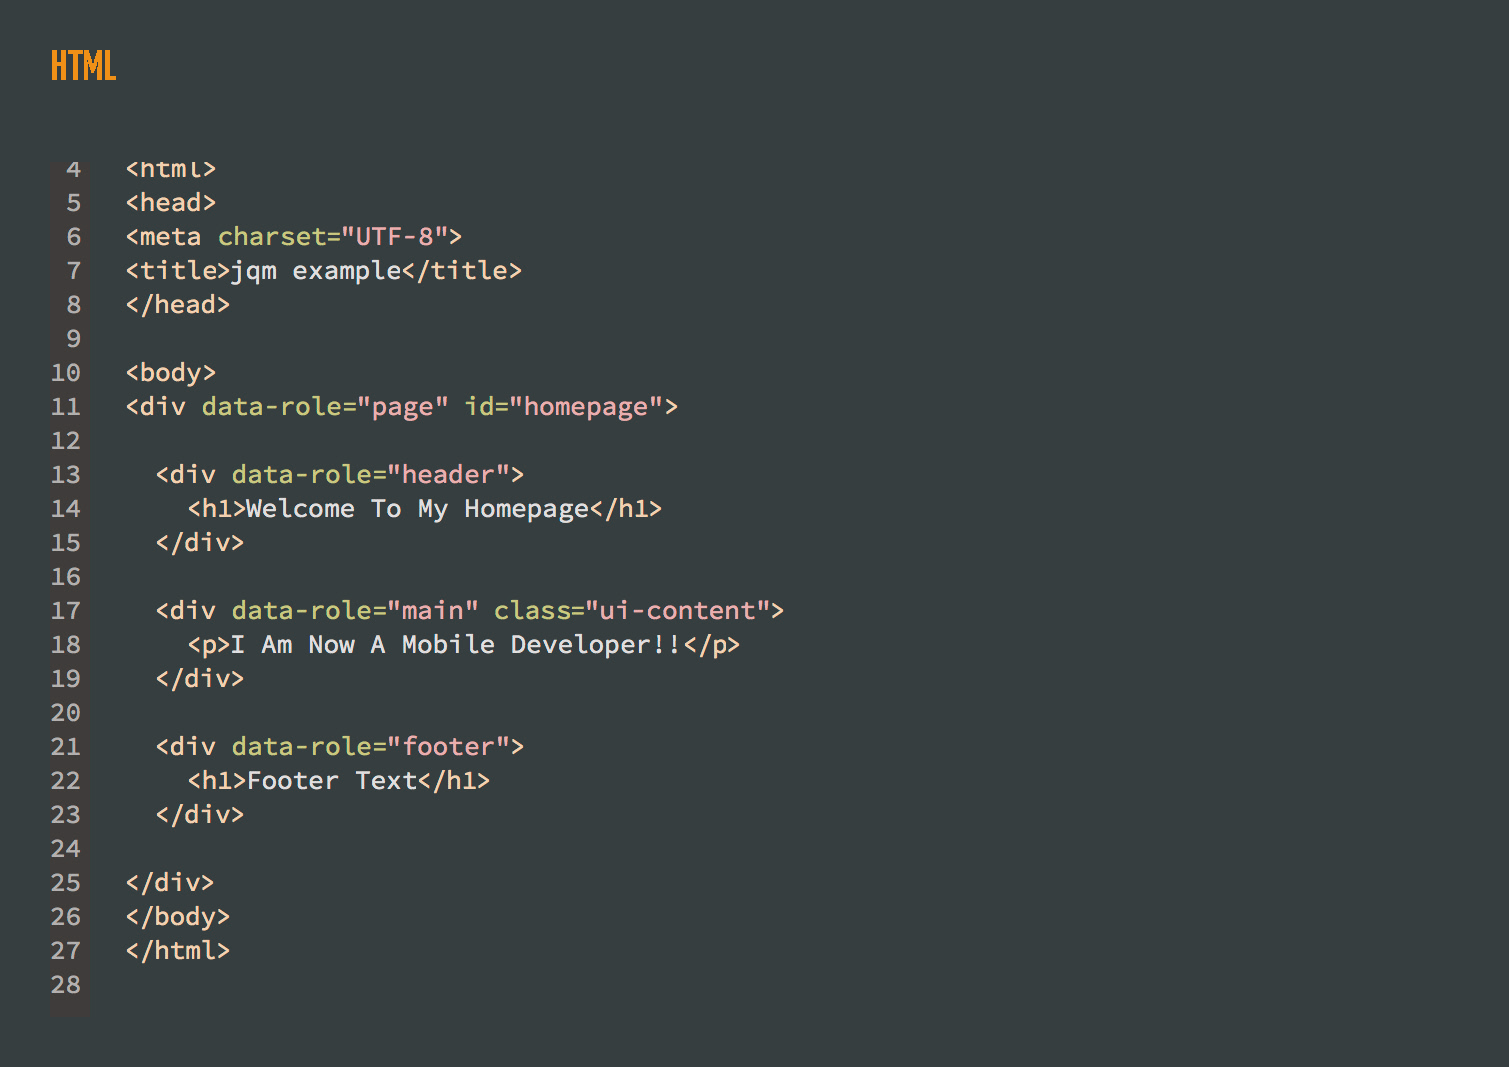 HTML
4 <html>
5 <head>
6 <meta charset="UTF-8">
7 <title>jqm example</title>
8 </head>
9
10 <body>
11 <div data-role="page" id="homepage">
12
13 <div data-role="header">
14 <h1>Welcome To My Homepage</h1>
15 </div>
16
17 <div data-role="main" class="ui-content">
18 <p>I Am Now A Mobile Developer!!</p>
19 </div>
20
21 <div data-role="footer">
22 <h1>Footer Text</h1>
23 </div>
24
25 </div>
26 </body>
27 </html>
28